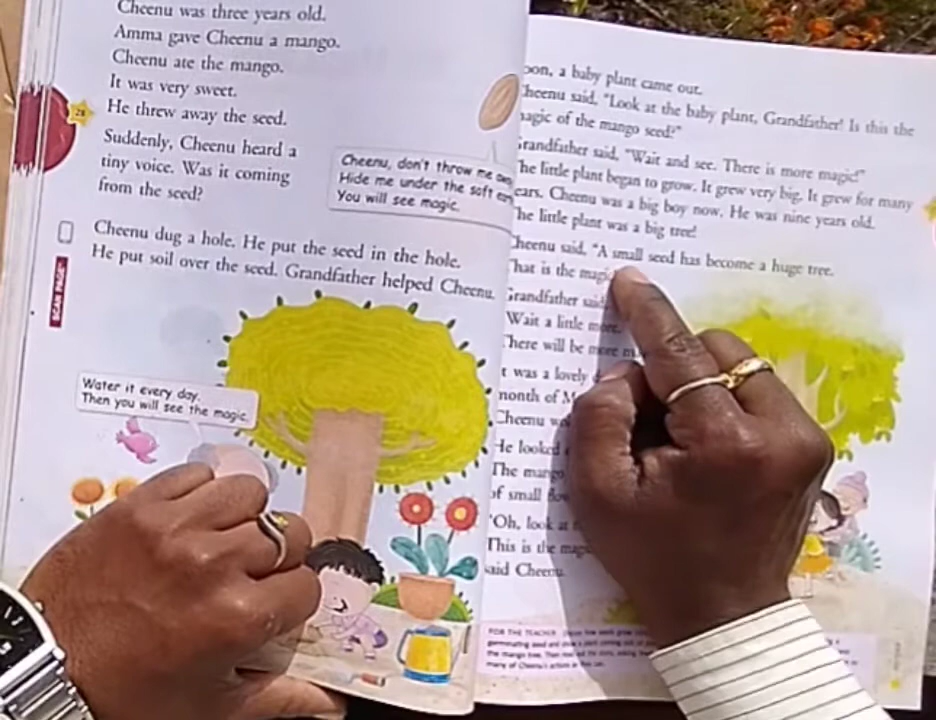 Cheenu was three years old.
Amma gave Cheenu a mango.
Cheenu ate the mango.
It was very sweet.
He threw away the seed.
28
Suddenly, Cheenu heard a
tiny voice. Was it coming
from the seed?
Cheenu, don't throw me
Hide me under the soft
You will see magic.
Cheenu dug a hole. He put the seed in the hole.
He put soil over the seed. Grandfather helped Cheenu.
SCAN PAGE
Water it every day.
Then you will see the magic.
a baby plant came out.
said, "Look at the baby plant, Grandfather! Is this the
of the mango seed?"
said, "Wait and see. There is more magic!"
little plant began to grow. It grew very big. It grew for many
Cheenu was a big boy now. He was nine years old.
The little plant was a big tree!
Cheenu said, "A small seed has become a huge tree.
That is the
Grandfather said
Wait a little more.
There will be more
was a lovely
of
Cheenu
He looked
The mango
of small
"Oh, look at
This is the
said Cheenu.
FOR THE TEACHER